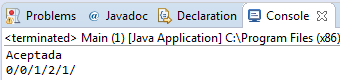 Problems @ Javadoc Declaration Console
<terminated> Main (1) [Java Application] C:\Program Files (x86)
Aceptada
0/0/1/2/1/